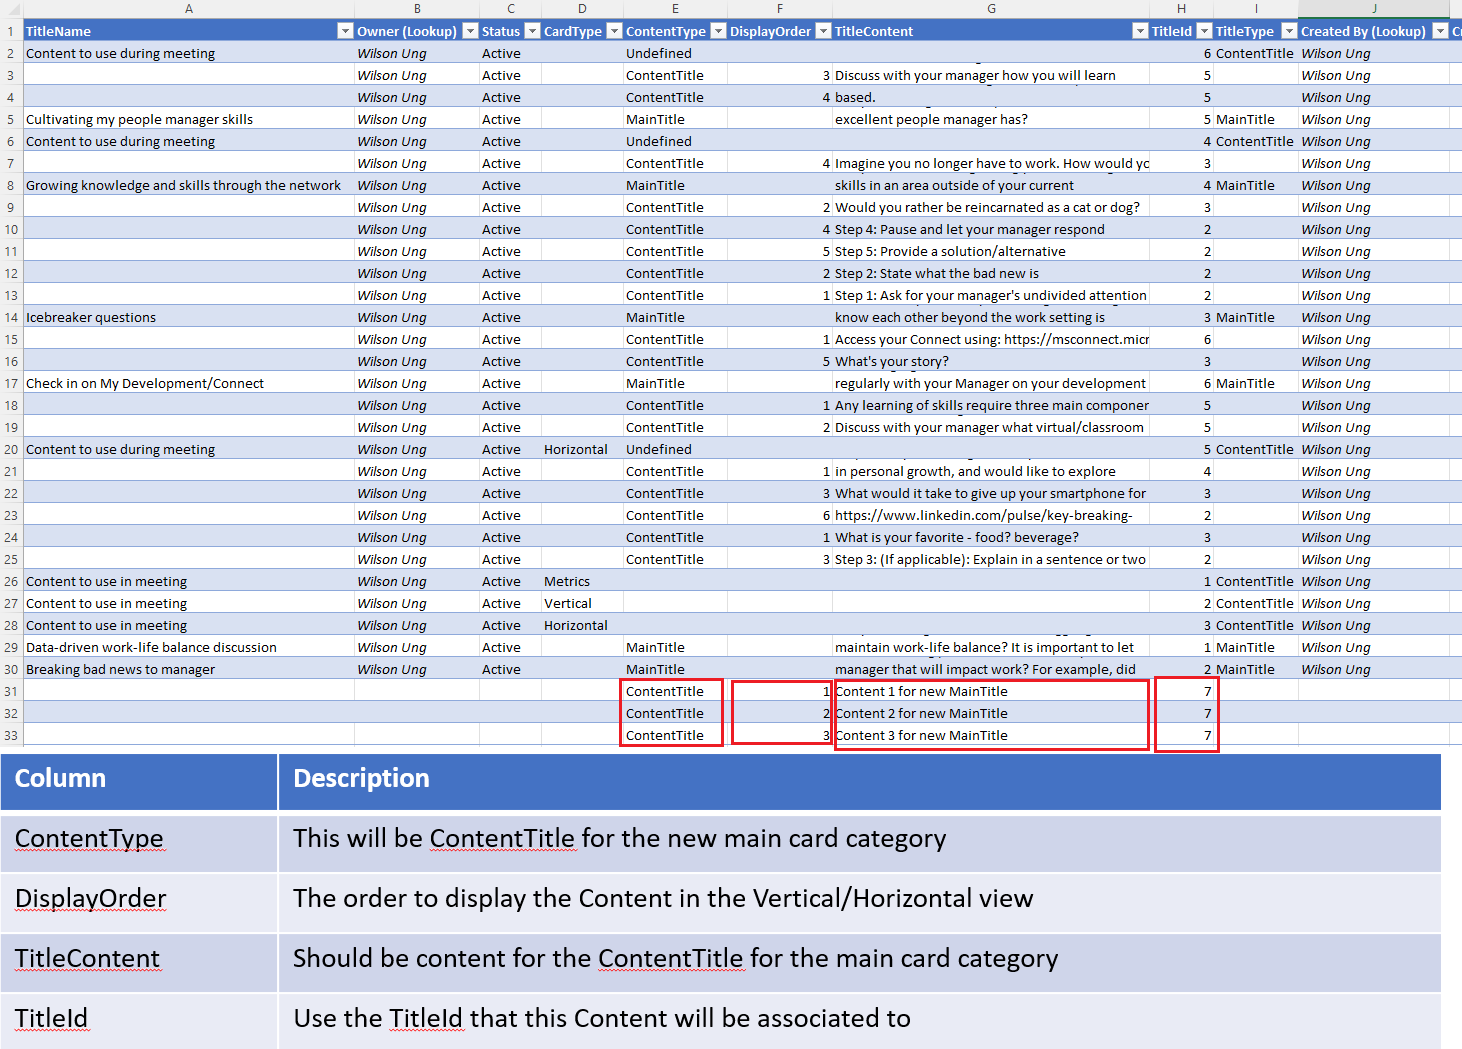 A B C D E F G H I J
1 TitleName Owner (Lookup) Status CardType ContentType DisplayOrder TitleContent TitleId TitleType Created By (Lookup)
2 Content to use during meeting Wilson Ung Active Undefined 6 ContentTitle Wilson Ung
3 Wilson Ung Active ContentTitle 3 Discuss with your manager how you will learn 5 Wilson Ung
4 Wilson Ung Active ContentTitle 4 based. 5 Wilson Ung
5 Cultivating my people manager skills Wilson Ung Active MainTitle excellent people manager has? 5 MainTitle Wilson Ung
6 Content to use during meeting Wilson Ung Active Undefined 4 ContentTitle Wilson Ung
7 Wilson Ung Active ContentTitle 4 Imagine you no longer have to work. How would yo 3 Wilson Ung
8 Growing knowledge and skills through the network Wilson Ung Active MainTitle skills in an area outside of your current 4 MainTitle Wilson Ung
9 Wilson Ung Active ContentTitle 2 Would you rather be reincarnated as a cat or dog? 3 Wilson Ung
10 Wilson Ung Active ContentTitle 4 Step 4: Pause and let your manager respond 2 Wilson Ung
11 Wilson Ung Active ContentTitle 5 Step 5: Provide a solution/alternative 2 Wilson Ung
12 Wilson Ung Active ContentTitle 2 Step 2: State what the bad new is 2 Wilson Ung
13 Wilson Ung Active ContentTitle 1 Step 1: Ask for your manager's undivided attention 2 Wilson Ung
14 Icebreaker questions Wilson Ung Active MainTitle know each other beyond the work setting is 3 MainTitle Wilson Ung
15 Wilson Ung Active ContentTitle 1 Access your Connect using: https://msconnect.micr 6 Wilson Ung
16 Wilson Ung Active ContentTitle 5 What's your story? 3 Wilson Ung
17 Check in on My Development/Connect Wilson Ung Active MainTitle regularly with your Manager on your development 6 MainTitle Wilson Ung
18 Wilson Ung Active ContentTitle 1 Any learning of skills require three main componer 5 Wilson Ung
19 Wilson Ung Active ContentTitle 2 Discuss with your manager what virtual/classroom 5 Wilson Ung
20 Content to use during meeting Wilson Ung Active Horizontal Undefined 5 ContentTitle Wilson Ung
21 Wilson Ung Active ContentTitle 1 in personal growth, and would like to explore 4 Wilson Ung
22 Wilson Ung Active ContentTitle 3 What would it take to give up your smartphone for 3 Wilson Ung
23 Wilson Ung Active ContentTitle 6 https://www.linkedin.com/pulse/key-breaking- 2 Wilson Ung
24 Wilson Ung Active ContentTitle 1 What is your favorite - food? beverage? 3 Wilson Ung
25 Wilson Ung Active ContentTitle 3 Step 3: (If applicable): Explain in a sentence or two 2 Wilson Ung
26 Content to use in meeting Wilson Ung Active Metrics 1 ContentTitle Wilson Ung
27 Content to use in meeting Wilson Ung Active Vertical 2 ContentTitle Wilson Ung
28 Content to use in meeting Wilson Ung Active Horizontal 3 ContentTitle Wilson Ung
29 Data-driven work-life balance discussion Wilson Ung Active MainTitle maintain work-life balance? It is important to let 1 MainTitle Wilson Ung
30 Breaking bad news to manager Wilson Ung Active MainTitle manager that will impact work? For example, did 2 MainTitle Wilson Ung
31 ContentTitle 1 Content 1 for new MainTitle 7
32 ContentTitle 2 Content 2 for new MainTitle 7
33 ContentTitle 3 Content 3 for new MainTitle 7
Column Description
ContentType This will be ContentTitle for the new main card category
DisplayOrder The order to display the Content in the Vertical/Horizontal view
TitleContent Should be content for the ContentTitle for the main card category
TitleId Use the TitleId that this Content will be associated to